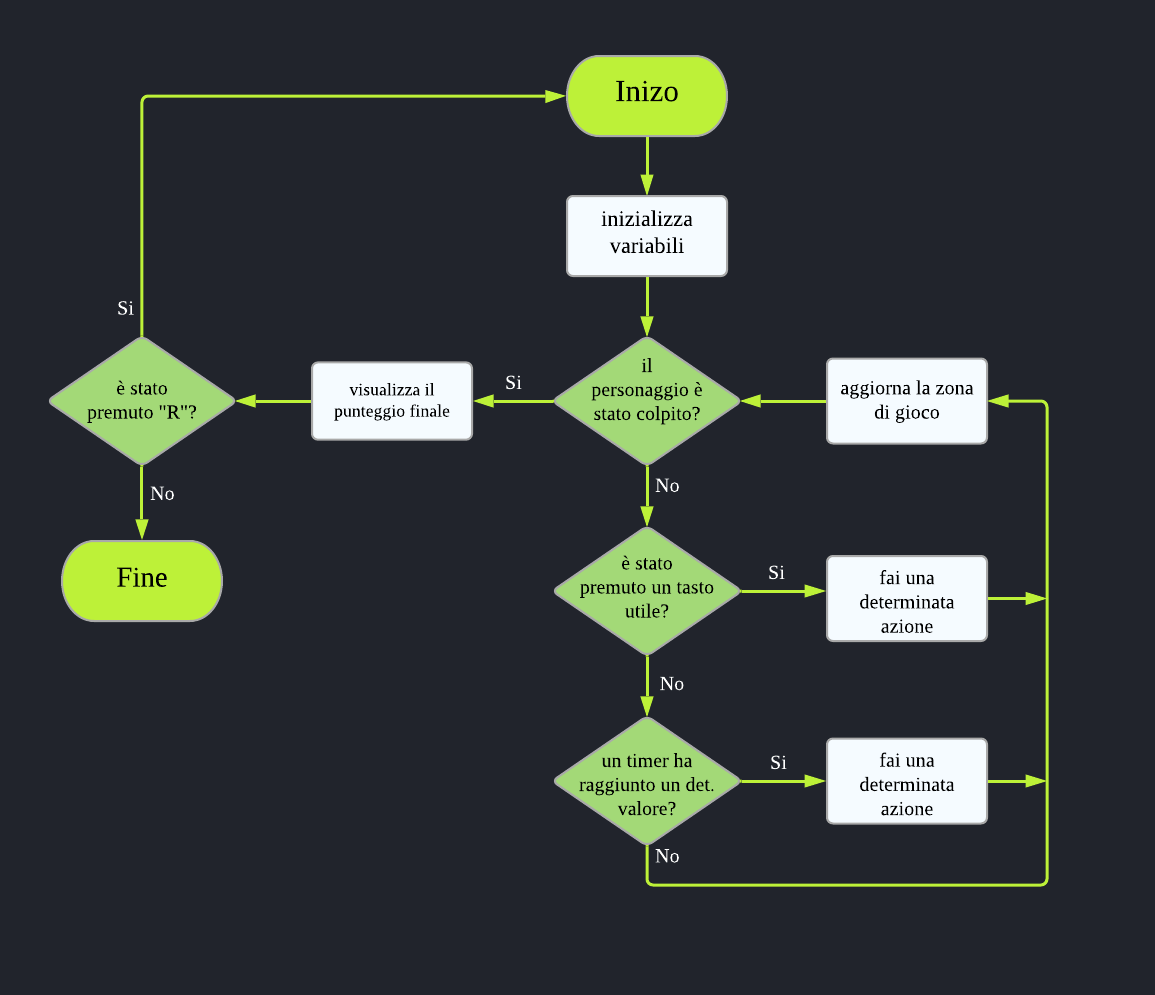 Inizo
inizializza
variabili
Si
è stato
premuto "R"?
visualizza il
punteggio finale
Si
il
personaggio è
stato colpito?
aggiorna la zona
di gioco
No
No
Fine
è stato
premuto un tasto
utile?
Si
fai una
determinata
azione
No
un timer ha
raggiunto un det.
valore?
Si
fai una
determinata
azione
No